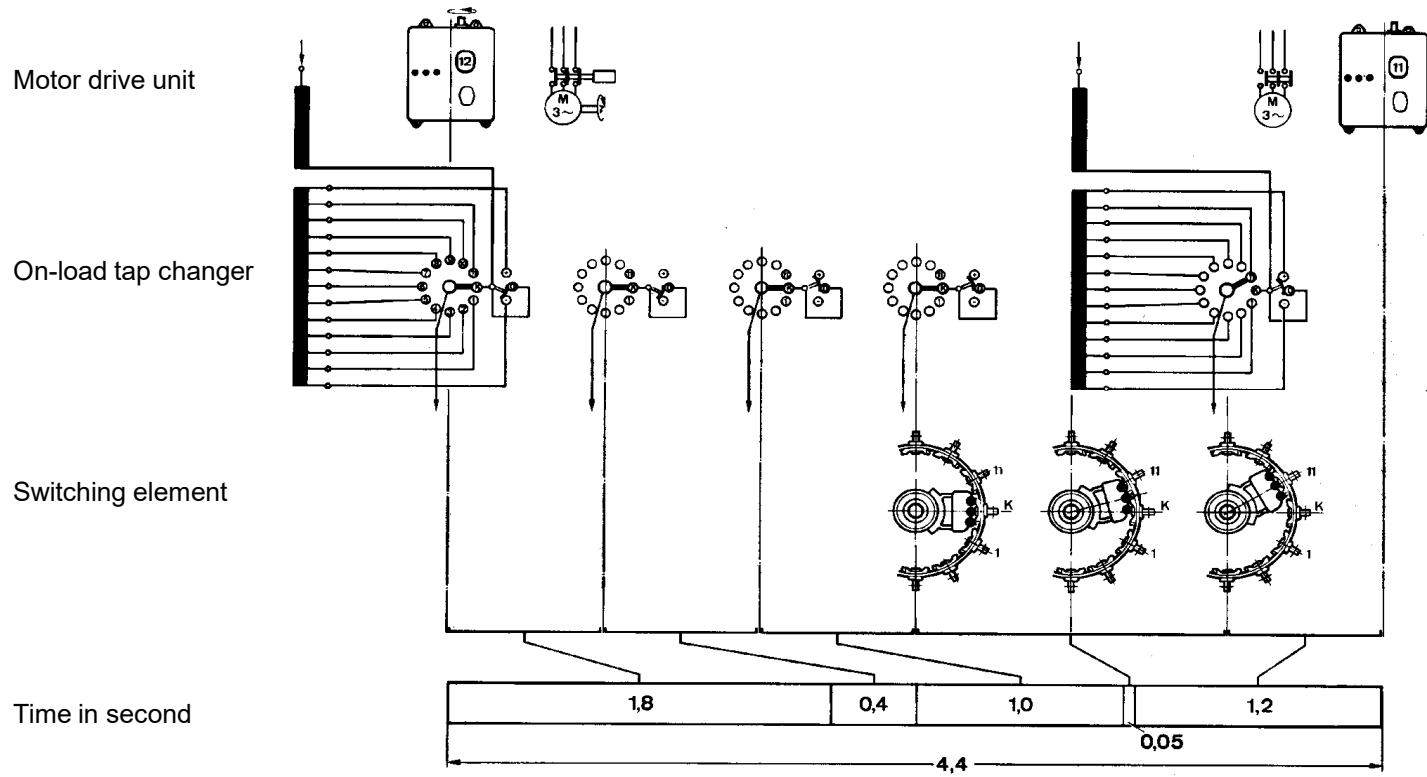 12
11
M
3~
M
3~
Motor drive unit
On-load tap changer
Switching element
11
K
1
11
K
1
11
K
1
1,8
0,4
1,0
1,2
Time in second
0,05
4,4